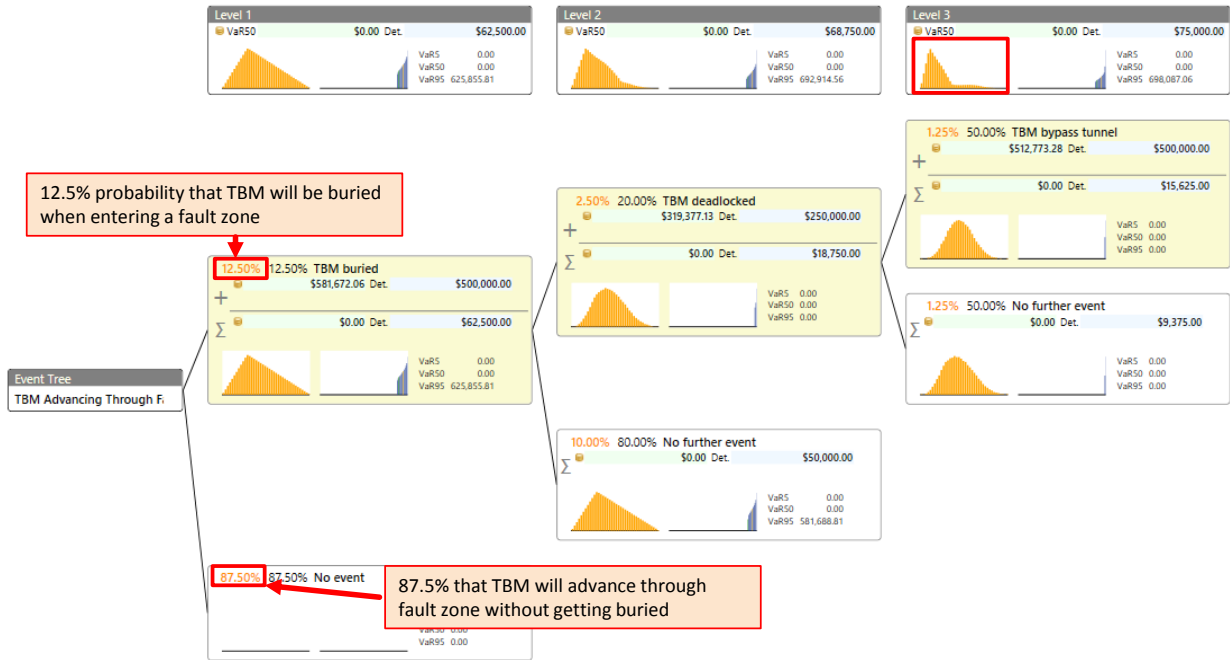 Level 1
VaR50 $0.00 Det. $62,500.00
VaR5 0.00
VaR50 0.00
VaR95 625,855.81
Level 2
VaR50 $0.00 Det. $68,750.00
VaR5 0.00
VaR50 0.00
VaR95 692,914.56
Level 3
VaR50 $0.00 Det. $75,000.00
VaR5 0.00
VaR50 0.00
VaR95 698,087.06
12.5% probability that TBM will be buried
when entering a fault zone
Event Tree
TBM Advancing Through Fa
12.50% 12.50% TBM buried
+ $581,672.06 Det. $500,000.00
Σ $0.00 Det. $62,500.00
VaR5 0.00
VaR50 0.00
VaR95 625,855.81
87.50% 87.50% No event
VaR50 0.00
VaR95 0.00
87.5% that TBM will advance through
fault zone without getting buried
2.50% 20.00% TBM deadlocked
+ $319,377.13 Det. $250,000.00
Σ $0.00 Det. $18,750.00
VaR5 0.00
VaR50 0.00
VaR95 0.00
10.00% 80.00% No further event
Σ $0.00 Det. $50,000.00
VaR5 0.00
VaR50 0.00
VaR95 581,688.81
1.25% 50.00% TBM bypass tunnel
+ $512,773.28 Det. $500,000.00
Σ $0.00 Det. $15,625.00
VaR5 0.00
VaR50 0.00
VaR95 0.00
1.25% 50.00% No further event
Σ $0.00 Det. $9,375.00
VaR5 0.00
VaR50 0.00
VaR95 0.00